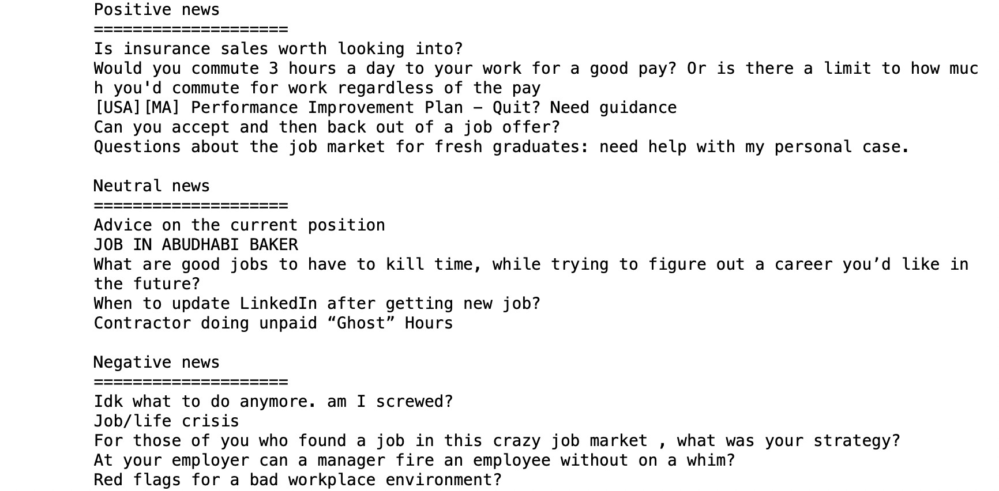 Positive news
====================
Is insurance sales worth looking into?
Would you commute 3 hours a day to your work for a good pay? Or is there a limit to how muc
h you'd commute for work regardless of the pay
[USA][MA] Performance Improvement Plan – Quit? Need guidance
Can you accept and then back out of a job offer?
Questions about the job market for fresh graduates: need help with my personal case.

Neutral news
====================
Advice on the current position
JOB IN ABUDHABI BAKER
What are good jobs to have to kill time, while trying to figure out a career you’d like in
the future?
When to update LinkedIn after getting new job?
Contractor doing unpaid “Ghost” Hours

Negative news
====================
Idk what to do anymore. am I screwed?
Job/life crisis
For those of you who found a job in this crazy job market , what was your strategy?
At your employer can a manager fire an employee without on a whim?
Red flags for a bad workplace environment?